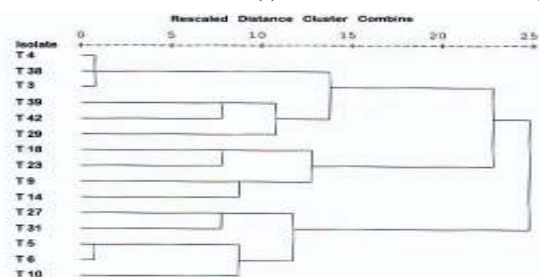 Rescaled Distance Cluster Combine
0 5 10 15 20 25
Isolate
T 4
T 38
T 3
T 39
T 42
T 29
T 18
T 23
T 9
T 14
T 27
T 31
T 5
T 6
T 10